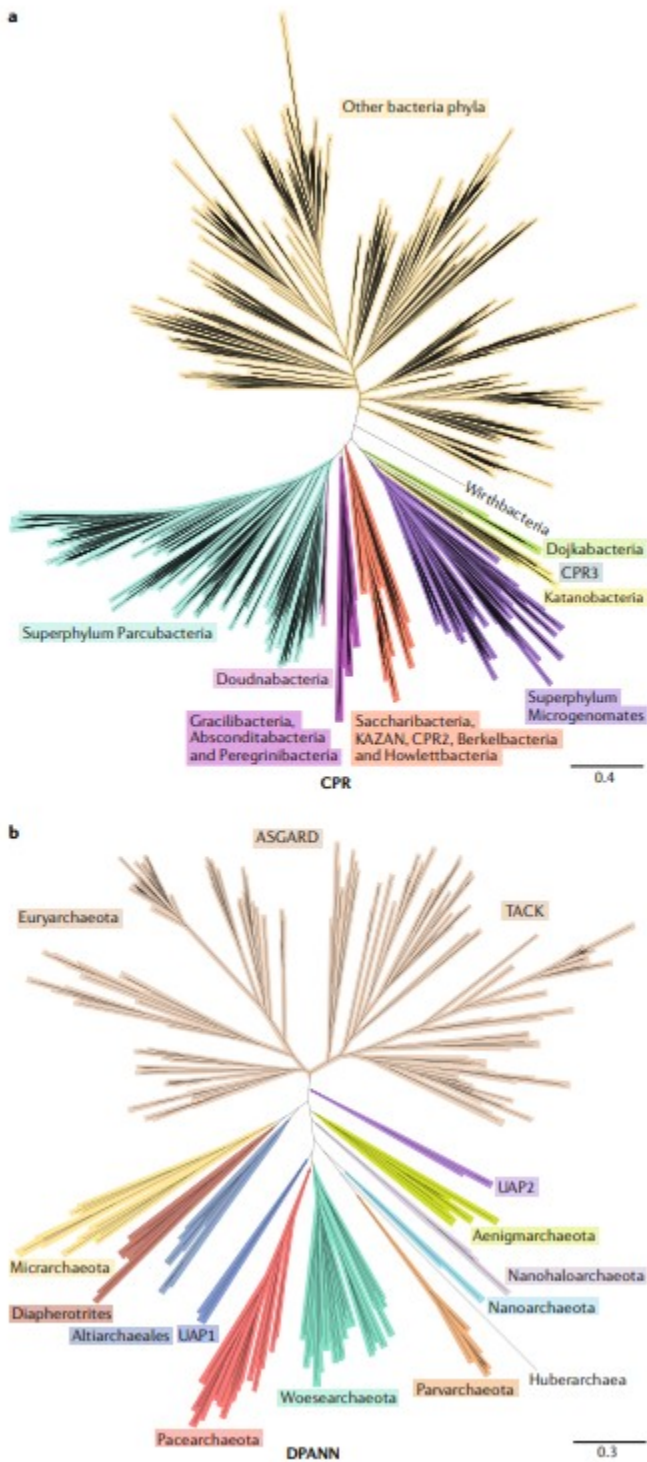 a
Other bacteria phyla
Wirthbacteria
Dojkabacteria
CPR3
Katanobacteria
Superphylum Parcubacteria
Doudnabacteria
Superphylum
Microgenomates
Gracilibacteria,
Absconditabacteria
and Peregrinibacteria
Saccharibacteria,
KAZAN, CPR2, Berkelbacteria
and Howlettbacteria
0.4
CPR
b
ASGARD
Euryarchaeota
TACK
UAP2
Aenigmarchaeota
Micrarchaeota
Nanohaloarchaeota
Diapherotrites
Nanoarchaeota
Altiarchaeales
UAP1
Huberarchaea
Woesearchaeota
Parvarchaeota
Pacearchaeota
DPANN
0.3